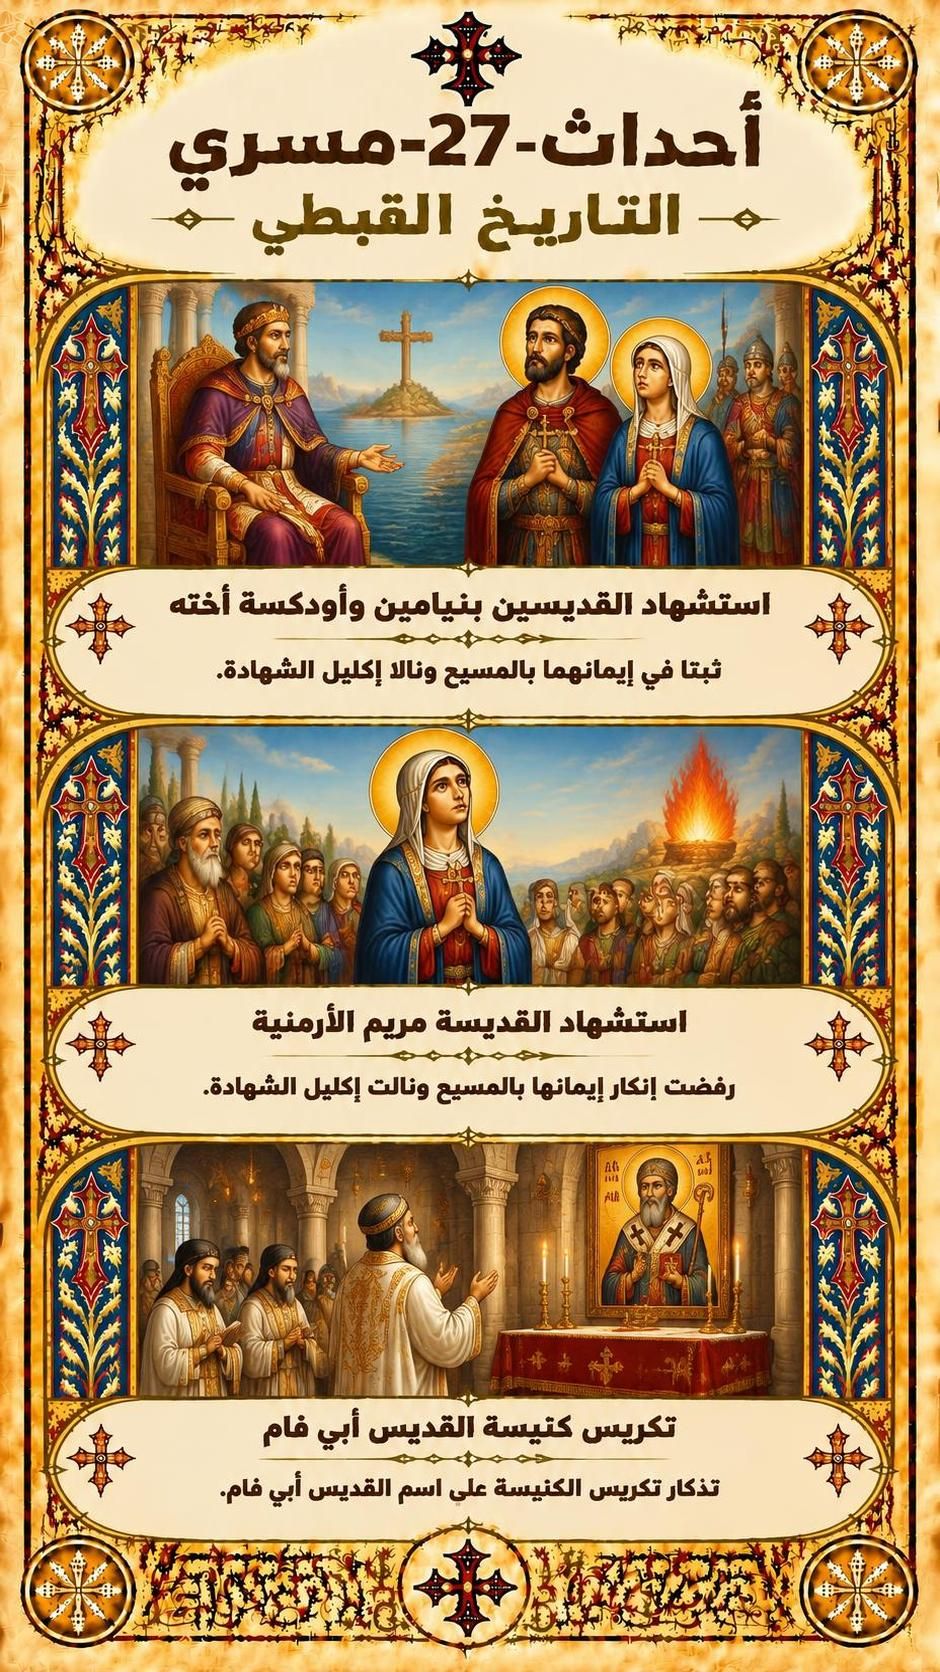 أحداث-27-مسري
التاريخ القبطي
استشهاد القديسين بنيامين وأودكسة أخته
ثبتا في إيمانهما بالمسيح ونالا إكليل الشهادة.
استشهاد القديسة مريم الأرمنية
رفضت إنكار إيمانها بالمسيح ونالت إكليل الشهادة.
تكريس كنيسة القديس أبي فام
تذكار تكريس الكنيسة على اسم القديس أبي فام.